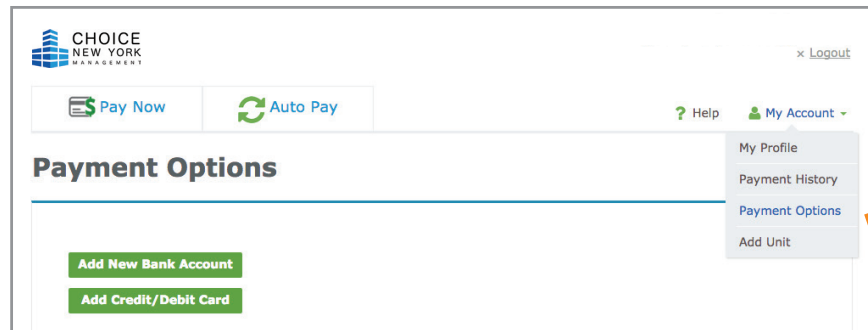 CHOICE
NEW YORK
MANAGEMENT
× Logout
Pay Now
Auto Pay
? Help
My Account
My Profile
Payment History
Payment Options
Add Unit
Payment Options
Add New Bank Account
Add Credit/Debit Card